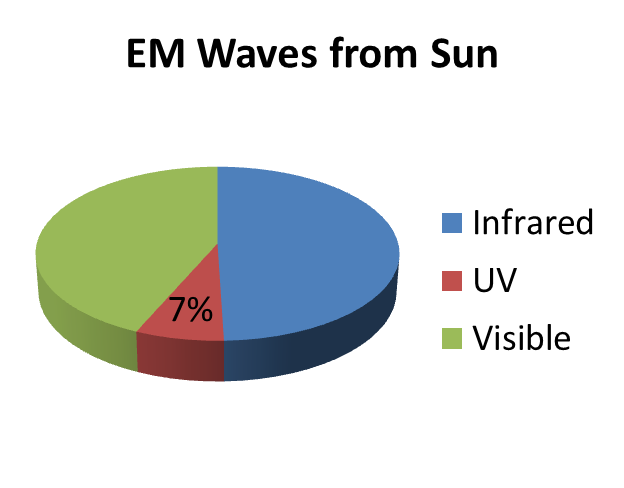 EM Waves from Sun
7%
Infrared
UV
Visible